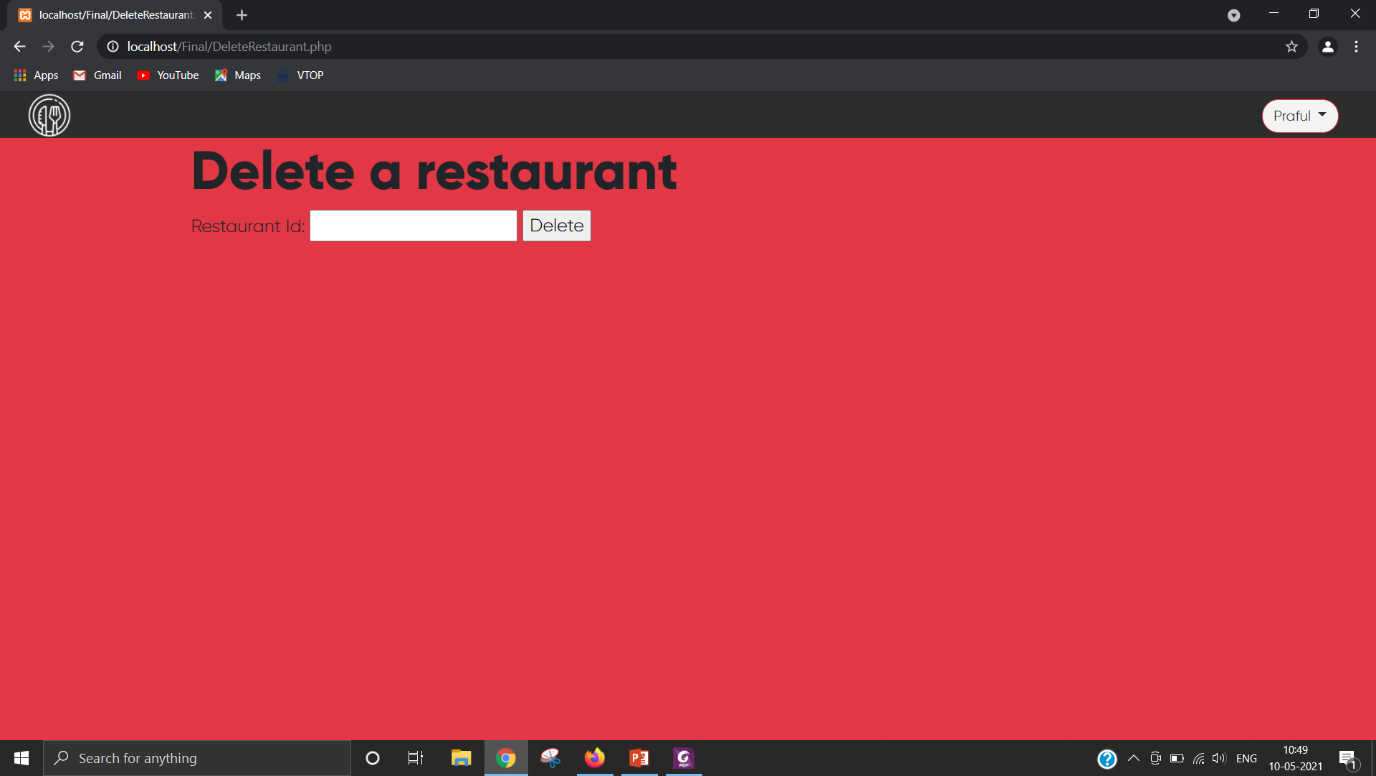 localhost/Final/DeleteRestaurant.
localhost/Final/DeleteRestaurant.php
Apps Gmail YouTube Maps VTOP
Praful
Delete a restaurant
Restaurant Id: Delete
Search for anything
ENG
10:49
10-05-2021
1